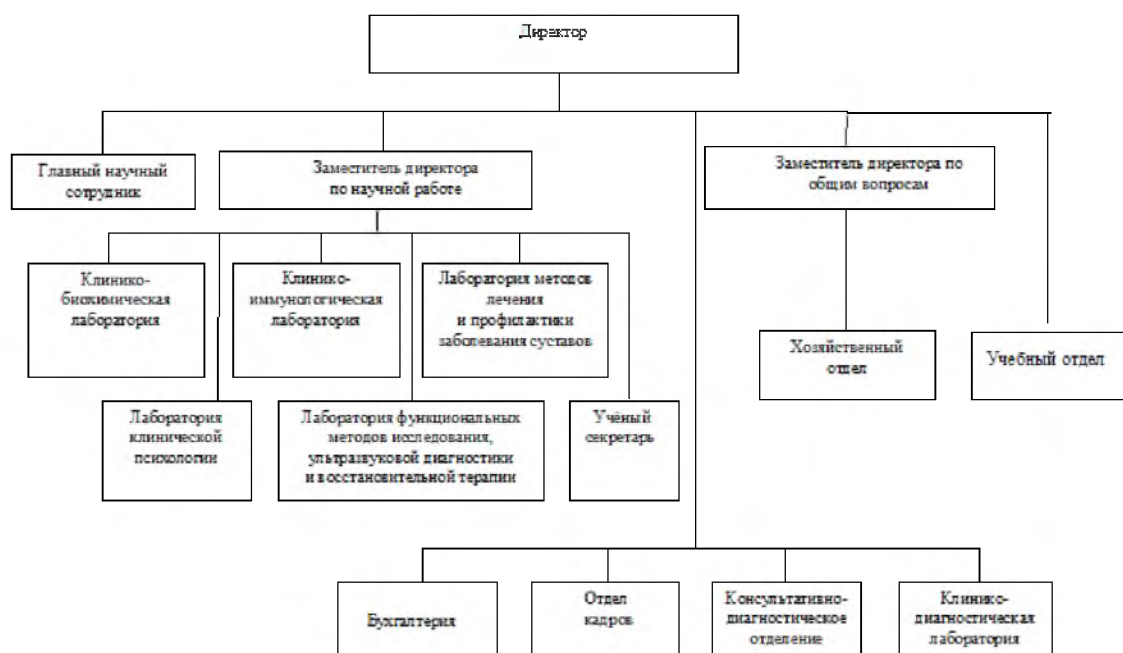 Директор
Главный научный
сотрудник
Заместитель директора
по научной работе
Заместитель директора по
общим вопросам
Клинико-
биохимическая
лаборатория
Клинико-
иммунологическая
лаборатория
Лаборатория методов
лечения
и профилактики
заболевания суставов
Хозяйственный
отдел
Учебный отдел
Лаборатория
клинической
психологии
Лаборатория функциональных
методов исследования,
ультразвуковой диагностики
и восстановительной терапии
Учёный
секретарь
Бухгалтерия
Отдел
кадров
Консультативно-
диагностическое
отделение
Клинико-
диагностическая
лаборатория